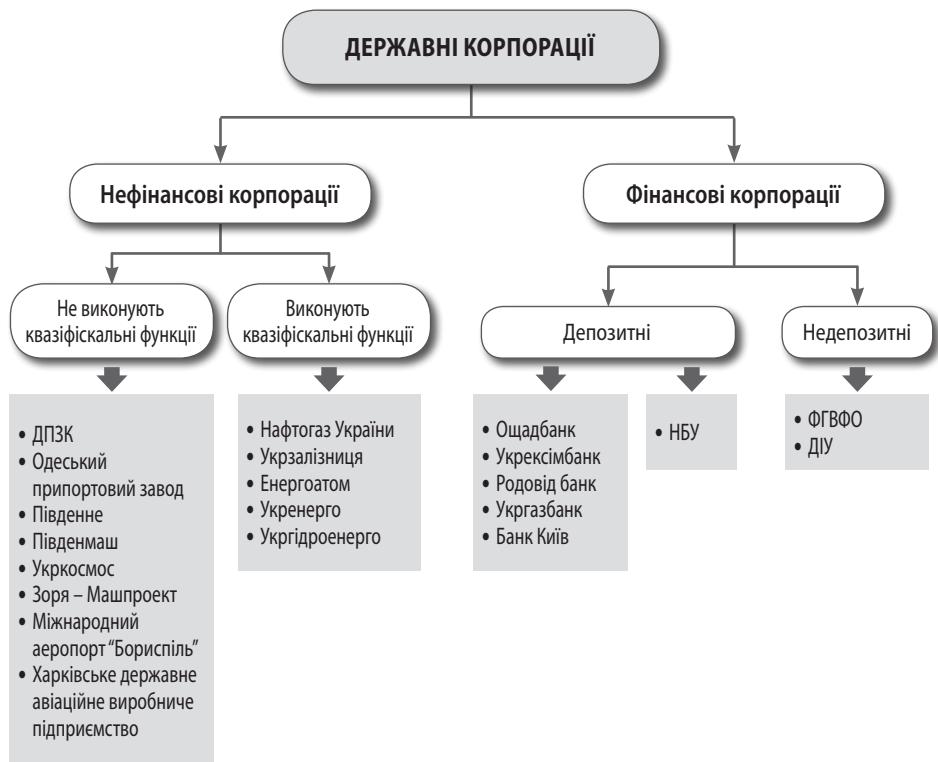 ДЕРЖАВНІ КОРПОРАЦІЇ
Нефінансові корпорації
Фінансові корпорації
Не виконують
квазіфіскальні функції
Виконують
квазіфіскальні функції
Депозитні
Недепозитні
• ДПЗК
• Одеський
припортовий завод
• Південне
• Південмаш
• Укркосмос
• Зоря – Машпроект
• Міжнародний
аеропорт “Бориспіль”
• Харківське державне
авіаційне виробниче
підприємство
• Нафтогаз України
• Укрзалізниця
• Енергоатом
• Укренерго
• Укргідроенерго
• Ощадбанк
• Укрексімбанк
• Родовід банк
• Укргазбанк
• Банк Київ
• НБУ
• ФГВФО
• ДІУ